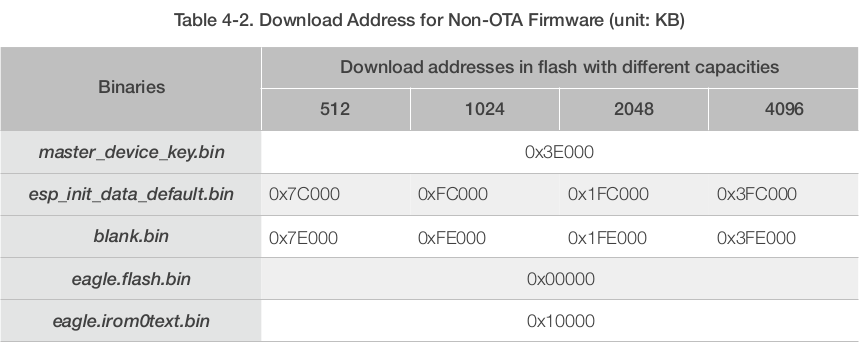 Table 4-2. Download Address for Non-OTA Firmware (unit: KB)
Binaries
Download addresses in flash with different capacities
512 1024 2048 4096
master_device_key.bin 0x3E000
esp_init_data_default.bin 0x7C000 0xFC000 0x1FC000 0x3FC000
blank.bin 0x7E000 0xFE000 0x1FE000 0x3FE000
eagle.flash.bin 0x00000
eagle.irom0text.bin 0x10000